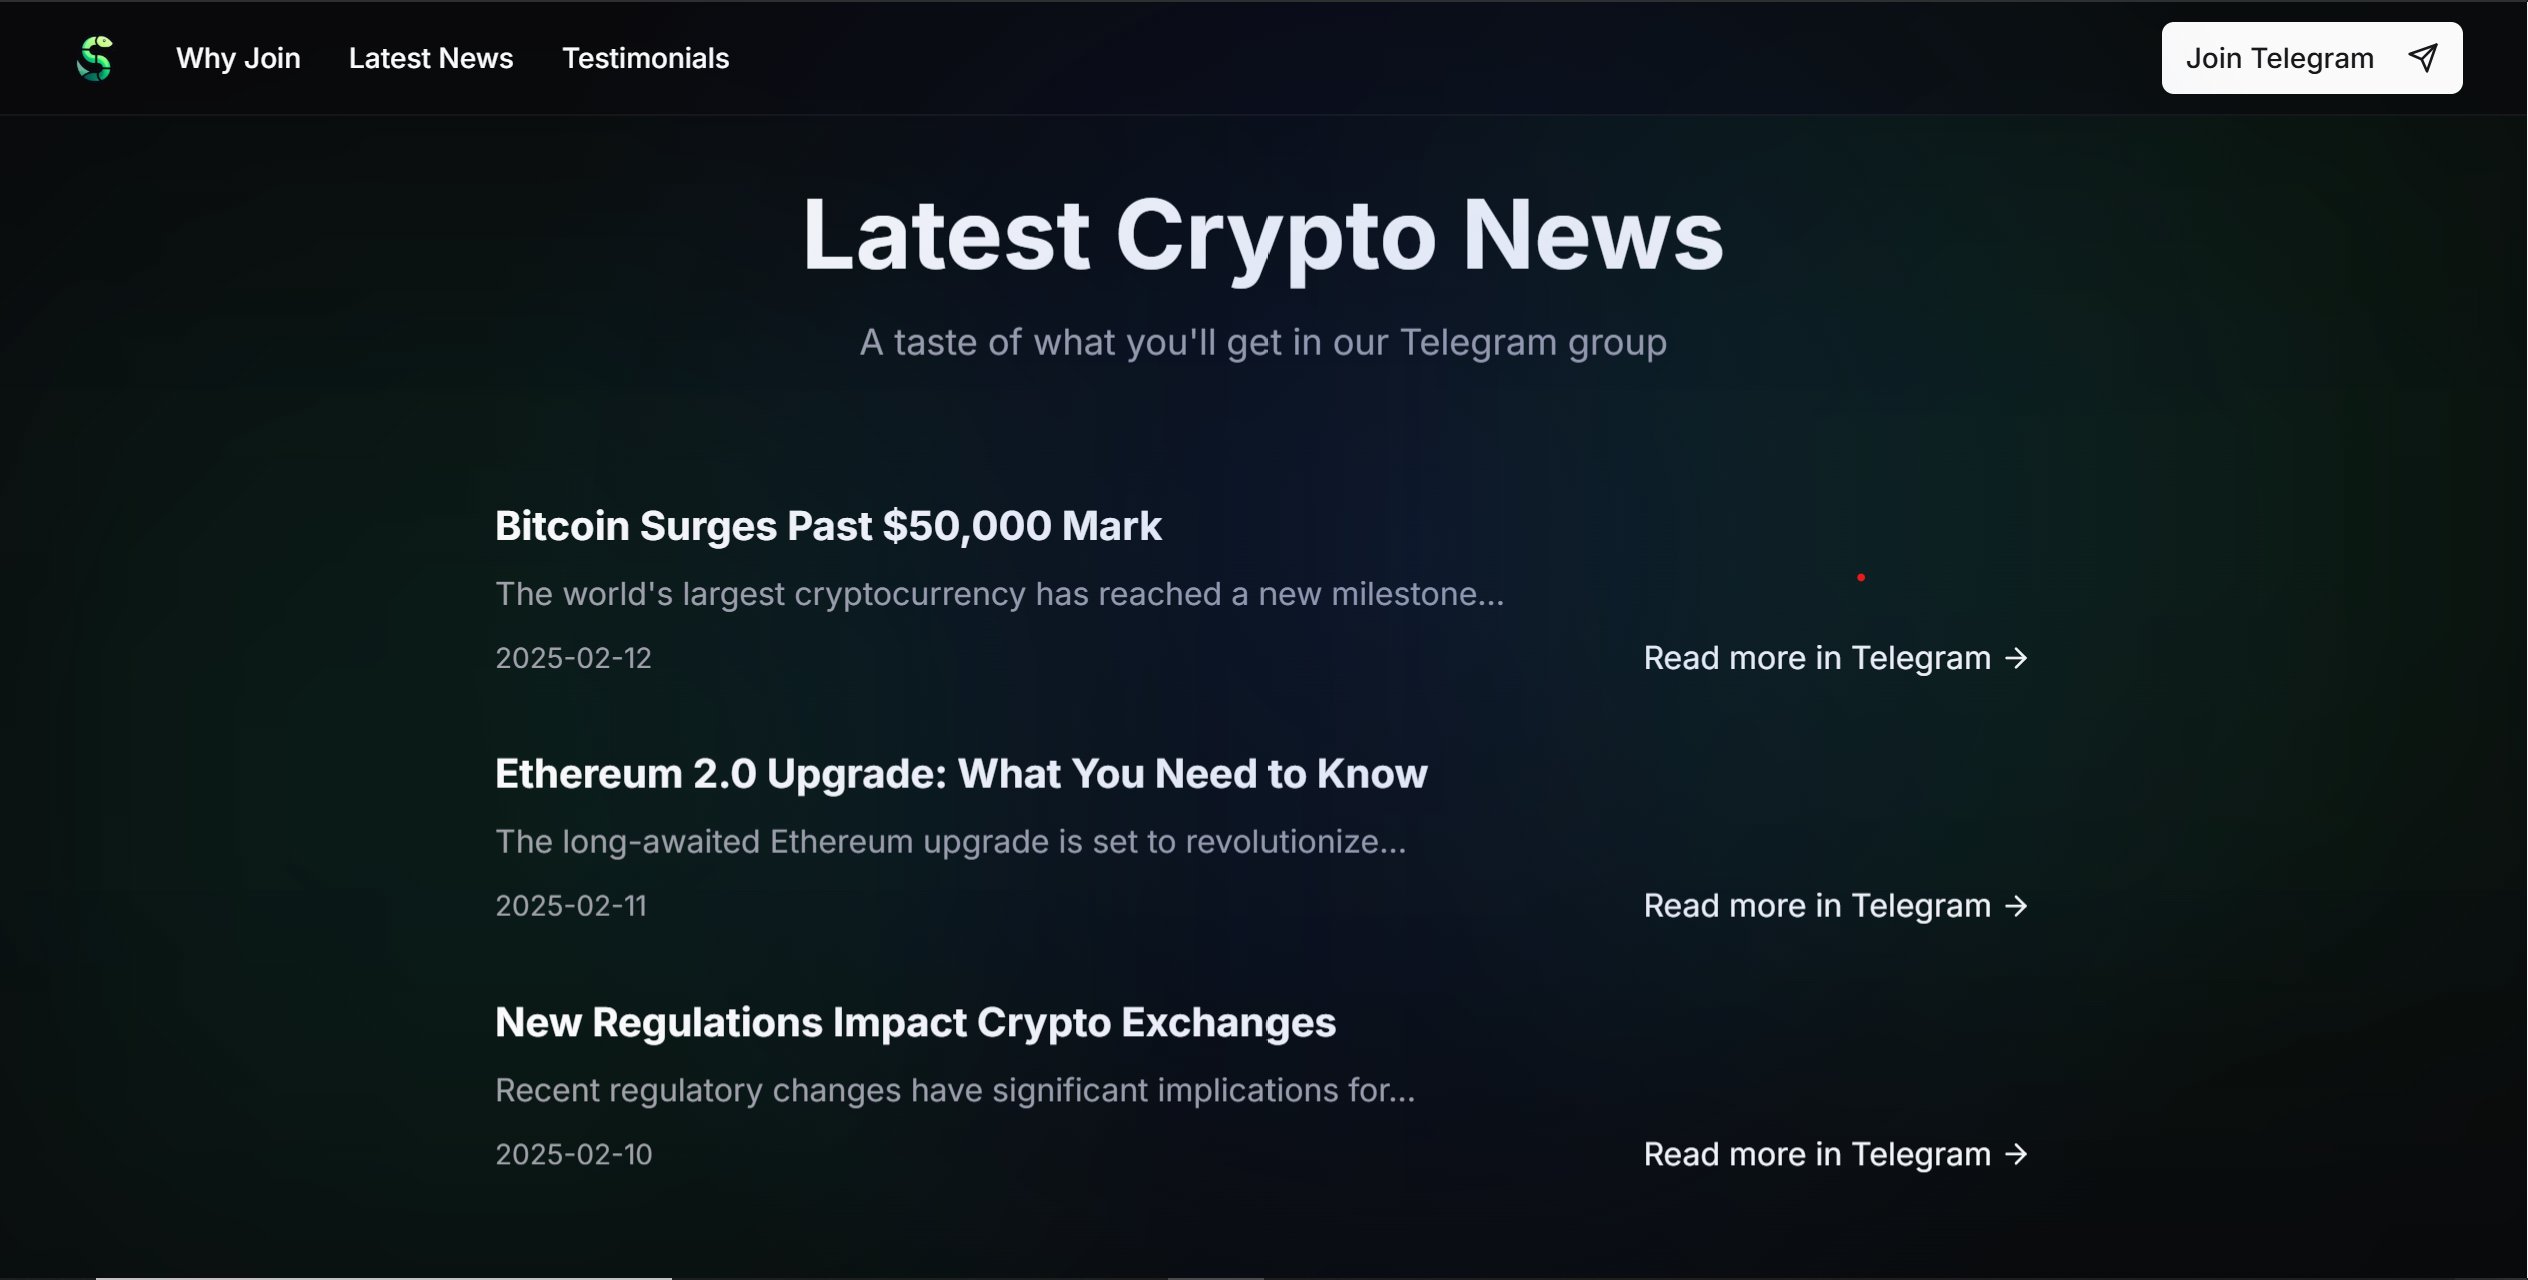 Why Join
Latest News
Testimonials
Join Telegram
Latest Crypto News
A taste of what you'll get in our Telegram group
Bitcoin Surges Past $50,000 Mark
The world's largest cryptocurrency has reached a new milestone...
2025-02-12
Read more in Telegram →
Ethereum 2.0 Upgrade: What You Need to Know
The long-awaited Ethereum upgrade is set to revolutionize...
2025-02-11
Read more in Telegram →
New Regulations Impact Crypto Exchanges
Recent regulatory changes have significant implications for...
2025-02-10
Read more in Telegram →